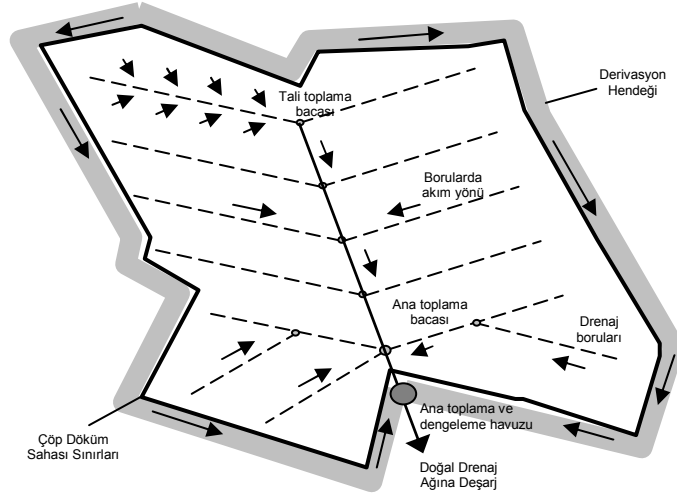 Derivasyon
Hendeği
Tali toplama
bacası
Borularda
akım yönü
Ana toplama
bacası
Drenaj
boruları
Ana toplama ve
dengeleme havuzu
Çöp Döküm
Sahası Sınırları
Doğal Drenaj
Ağına Deşarj